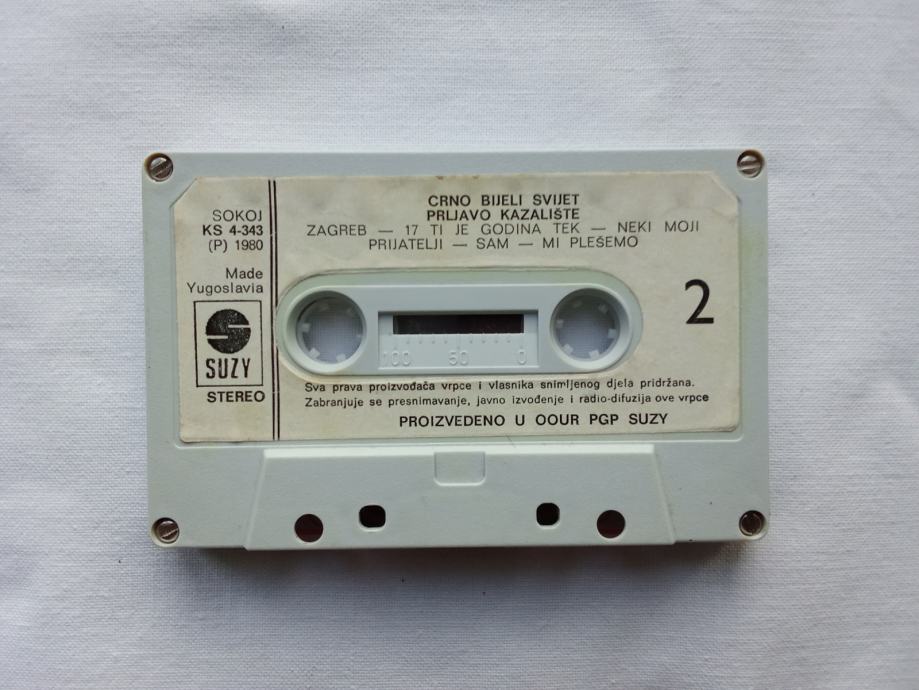 SOKOJ
KS 4-343
(P) 1980
Made
Yugoslavia
SUZY
STEREO
CRNO BIJELI SVIJET
PRLJAVO KAZALIŠTE
ZAGREB — 17 TI JE GODINA TEK — NEKI MOJI
PRIJATELJI — SAM — MI PLEŠEMO
2
100 50 0
Sva prava proizvođača vrpce i vlasnika snimljenog djela pridržana.
Zabranjuje se presnimavanje, javno izvođenje i radio-difuzija ove vrpce
PROIZVEDENO U OOUR PGP SUZY